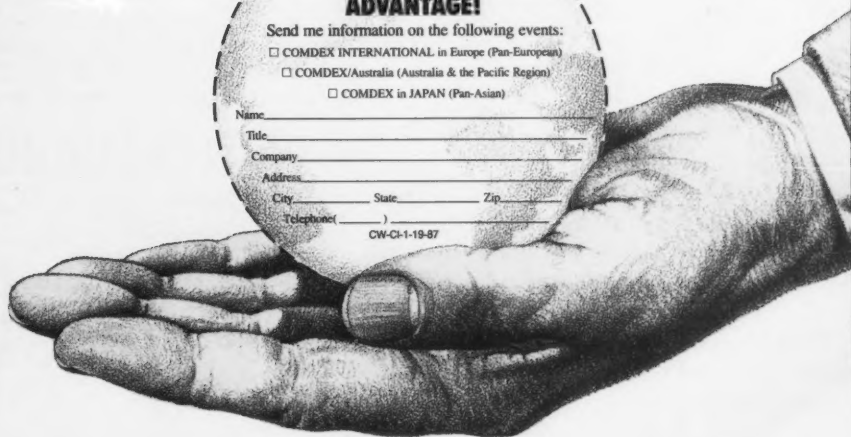 ADVANTAGE!
Send me information on the following events:
☐ COMDEX INTERNATIONAL in Europe (Pan-European)
☐ COMDEX/Australia (Australia & the Pacific Region)
☐ COMDEX in JAPAN (Pan-Asian)
Name
Title
Company
Address
City State Zip
Telephone( )
CW-CI-1-19-87